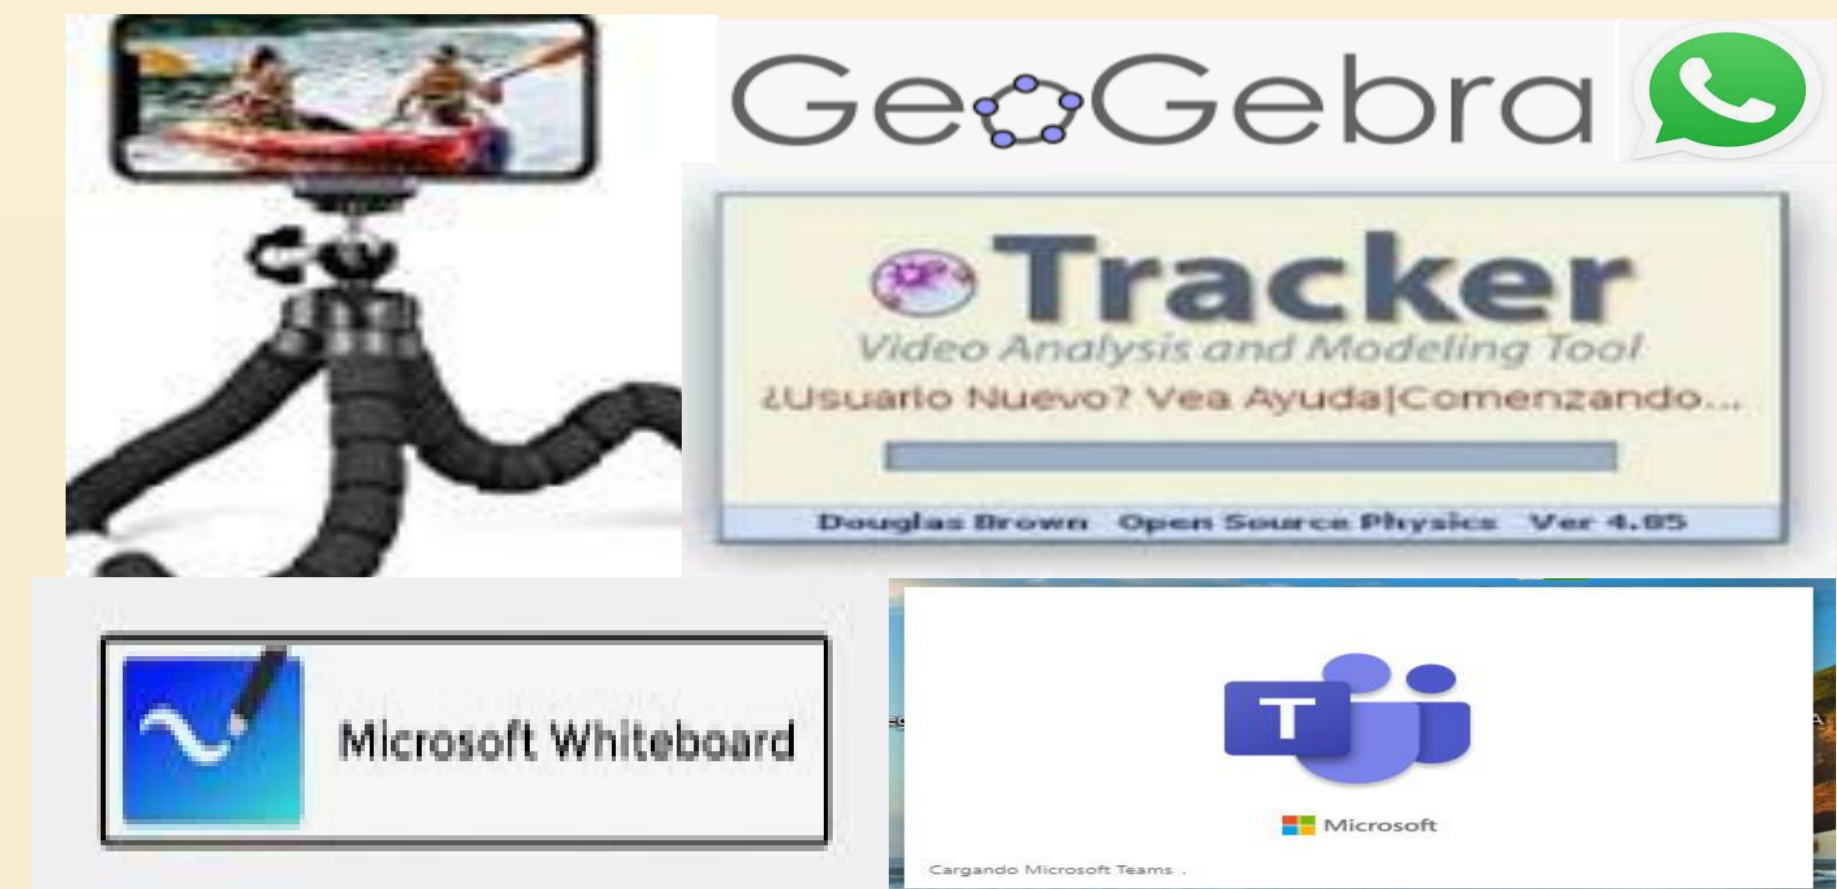 GeoGebra
Tracker
Video Analysis and Modeling Tool
¿Usuario Nuevo? Vea Ayuda|Comenzando...
Douglas Brown Open Source Physics Ver 4.85
Microsoft Whiteboard
T
Microsoft
Cargando Microsoft Teams .